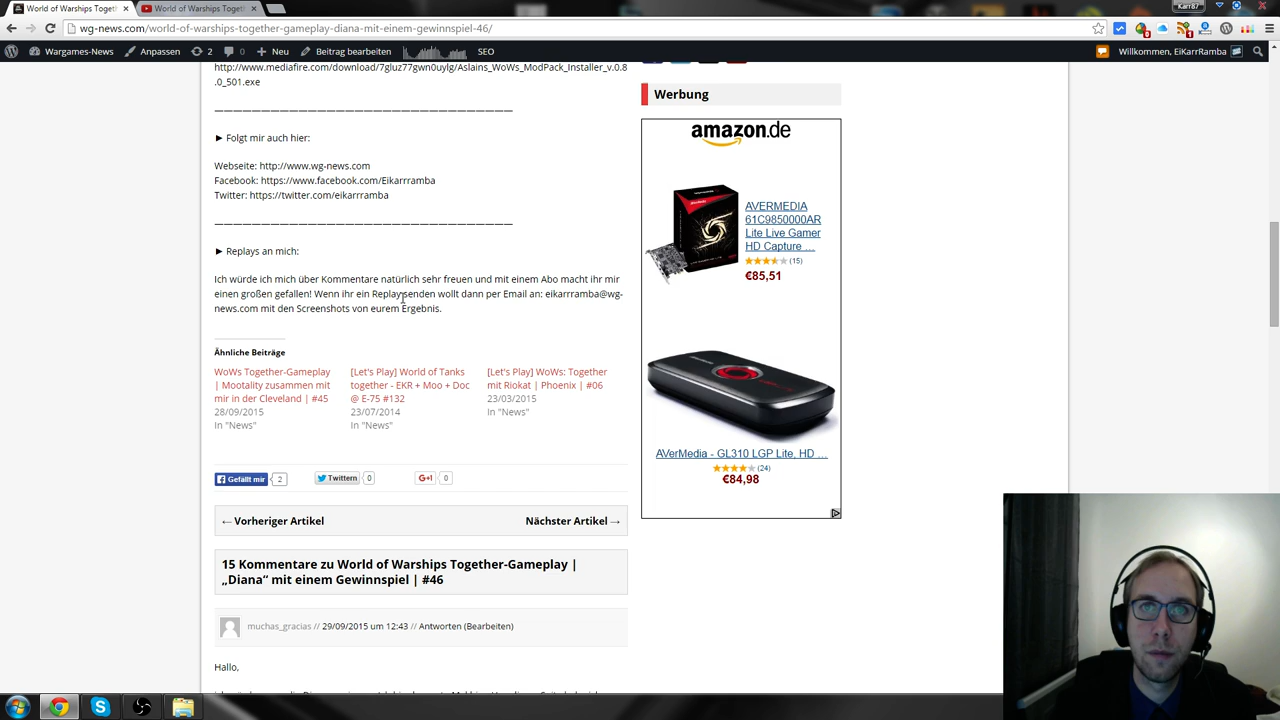 World of Warships Toget
World of Warships Toget
Karr87
wg-news.com/world-of-warships-together-gameplay-diana-mit-einem-gewinnspiel-46/
Wargames-News
Anpassen
2
0
Neu
Beitrag bearbeiten
SEO
Willkommen, EiKarrRamba
http://www.mediafire.com/download/7gluz77gwn0uylg/Aslains_WoWs_ModPack_Installer_v.0.8
.0_501.exe
► Folgt mir auch hier:
Webseite: http://www.wg-news.com
Facebook: https://www.facebook.com/Eikarrramba
Twitter: https://twitter.com/eikarrramba
► Replays an mich:
Ich würde ich mich über Kommentare natürlich sehr freuen und mit einem Abo macht ihr mir
einen großen gefallen! Wenn ihr ein Replay senden wollt dann per Email an: eikarrramba@wg-
news.com mit den Screenshots von eurem Ergebnis.
Ähnliche Beiträge
WoWs Together-Gameplay
| Mootality zusammen mit
mir in der Cleveland | #45
28/09/2015
In "News"
[Let's Play] World of Tanks
together - EKR + Moo + Doc
@ E-75 #132
23/07/2014
In "News"
[Let's Play] WoWs: Together
mit Riokat | Phoenix | #06
23/03/2015
In "News"
Gefällt mir
2
Twittern
0
G+1
0
← Vorheriger Artikel
Nächster Artikel →
15 Kommentare zu World of Warships Together-Gameplay |
„Diana“ mit einem Gewinnspiel | #46
muchas_gracias // 29/09/2015 um 12:43 // Antworten (Bearbeiten)
Hallo,
Werbung
amazon.de
AVERMEDIA
61C9850000AR
Lite Live Gamer
HD Capture ...
(15)
€85,51
AVerMedia - GL310 LGP Lite, HD ...
(24)
€84,98